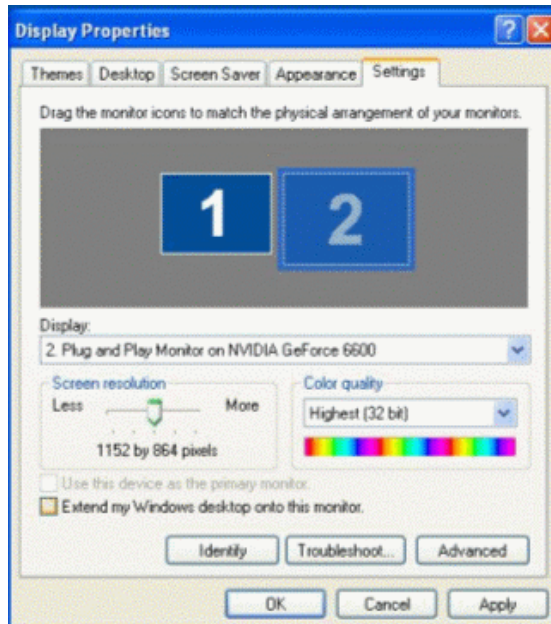 Display Properties
Themes Desktop Screen Saver Appearance Settings
Drag the monitor icons to match the physical arrangement of your monitors.
1 2
Display:
2. Plug and Play Monitor on NVIDIA GeForce 6600
Screen resolution Color quality
Less More Highest (32 bit)
1152 by 864 pixels
Use this device as the primary monitor.
Extend my Windows desktop onto this monitor.
Identify Troubleshoot... Advanced
OK Cancel Apply